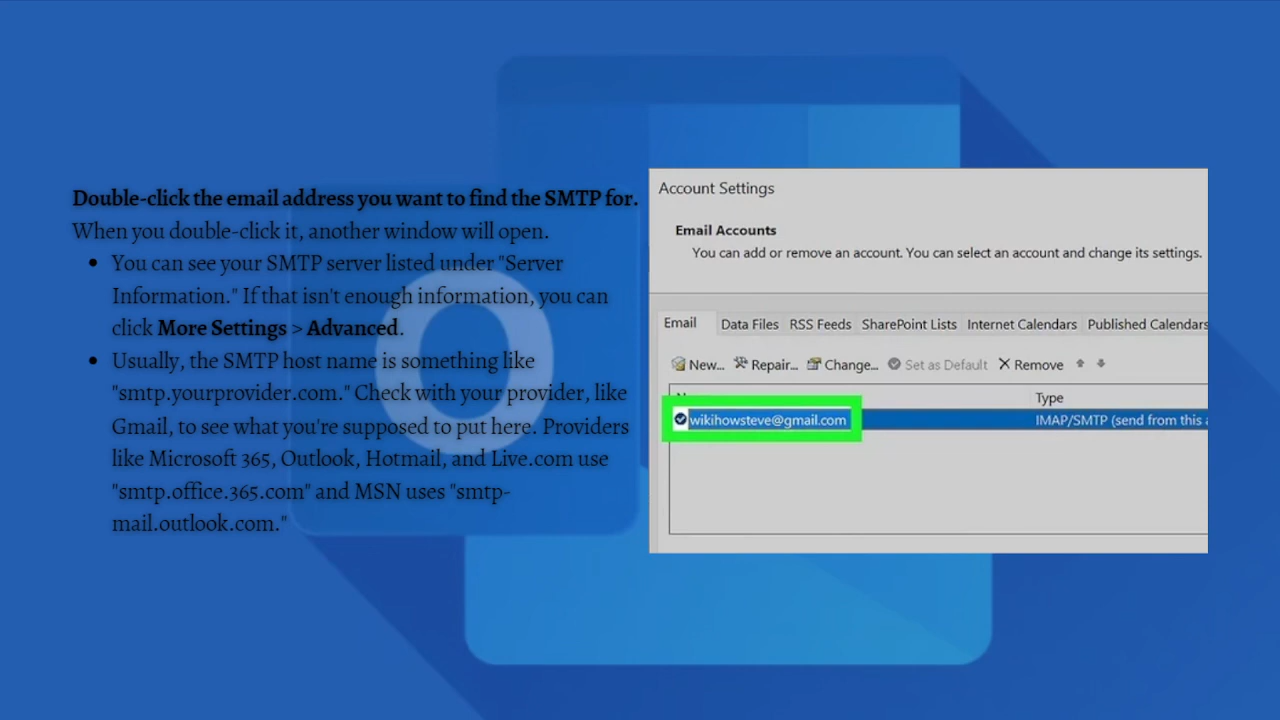 Double-click the email address you want to find the SMTP for.
When you double-click it, another window will open.
• You can see your SMTP server listed under "Server
Information." If that isn't enough information, you can
click More Settings > Advanced.
• Usually, the SMTP host name is something like
"smtp.yourprovider.com." Check with your provider, like
Gmail, to see what you're supposed to put here. Providers
like Microsoft 365, Outlook, Hotmail, and Live.com use
"smtp.office.365.com" and MSN uses "smtp-
mail.outlook.com."
Account Settings
Email Accounts
You can add or remove an account. You can select an account and change its settings.
Email Data Files RSS Feeds SharePoint Lists Internet Calendars Published Calendars
New... Repair... Change... Set as Default Remove
Type
wikihowsteve@gmail.com IMAP/SMTP (send from this